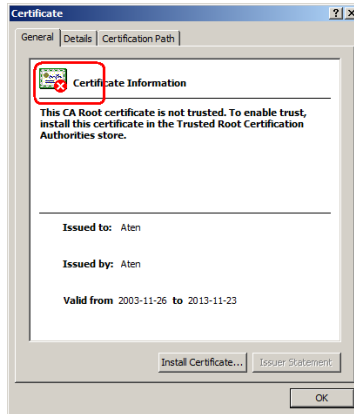 Certificate
General Details Certification Path
Certificate Information
This CA Root certificate is not trusted. To enable trust,
install this certificate in the Trusted Root Certification
Authorities store.
Issued to: Aten
Issued by: Aten
Valid from 2003-11-26 to 2013-11-23
Install Certificate... Issuer Statement
OK